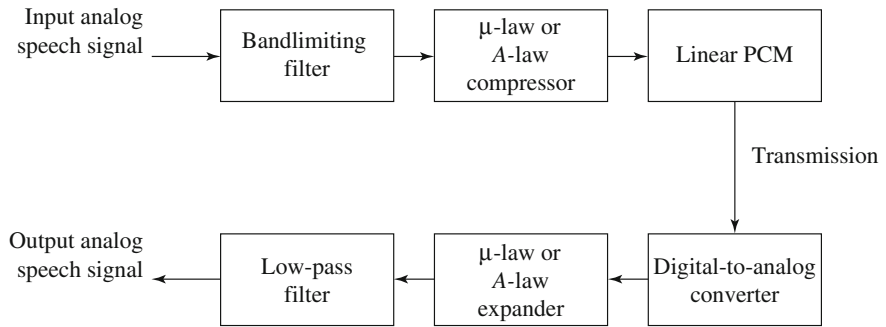 Input analog
speech signal
Bandlimiting
filter
μ-law or
A-law
compressor
Linear PCM
Transmission
Output analog
speech signal
Low-pass
filter
μ-law or
A-law
expander
Digital-to-analog
converter